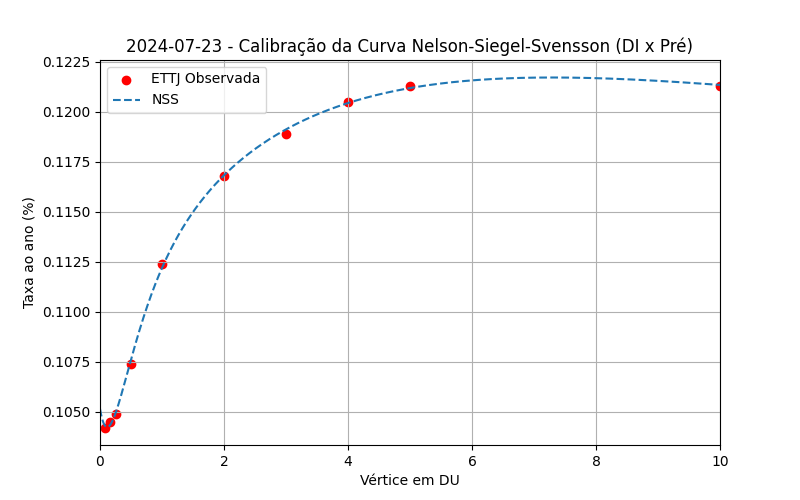 2024-07-23 - Calibração da Curva Nelson-Siegel-Svensson (DI x Pré)
ETTJ Observada
NSS
Taxa ao ano (%)
0.1225
0.1200
0.1175
0.1150
0.1125
0.1100
0.1075
0.1050
0 2 4 6 8 10
Vértice em DU